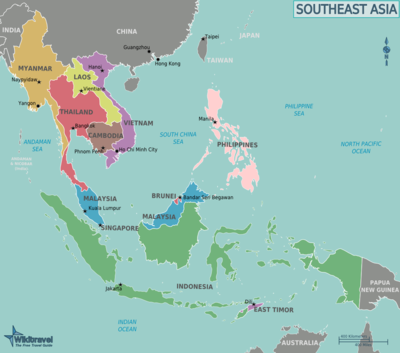 SOUTHEAST ASIA
INDIA
CHINA
JAPAN
Taipei
Guangzhou
Hong Kong
TAIWAN
MYANMAR
Naypyidaw
Hanoi
LAOS
Vientiane
Yangon
THAILAND
Bangkok
VIETNAM
CAMBODIA
Phnom Penh
Ho Chi Minh City
ANDAMAN
SEA
SOUTH CHINA
SEA
Manila
PHILIPPINES
PHILIPPINE
SEA
NORTH PACIFIC
OCEAN
MALAYSIA
Kuala Lumpur
SINGAPORE
BRUNEI
Bandar Seri Begawan
MALAYSIA
INDONESIA
Jakarta
Dili
EAST TIMOR
PAPUA
NEW GUINEA
INDIAN
OCEAN
AUSTRALIA
Wikitravel
The Free Travel Guide